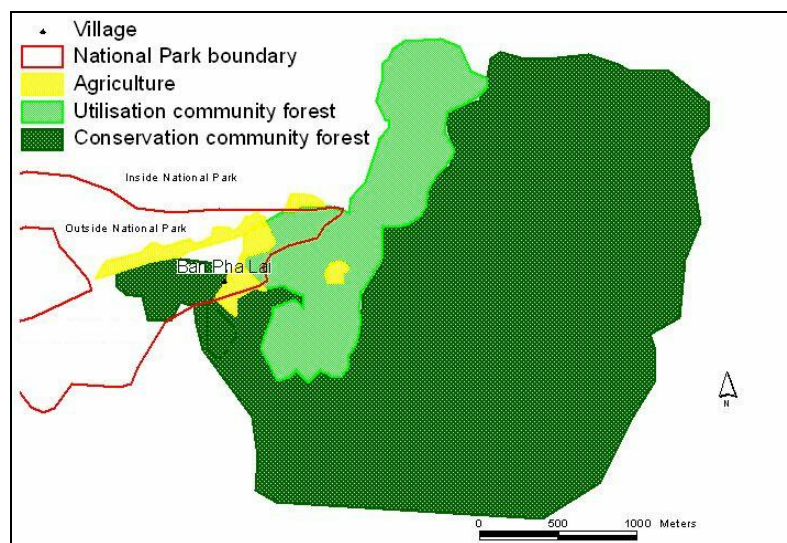 Village
National Park boundary
Agriculture
Utilisation community forest
Conservation community forest
Inside National Park
Outside National Park
Ban Pha Lai
N
0 500 1000 Meters